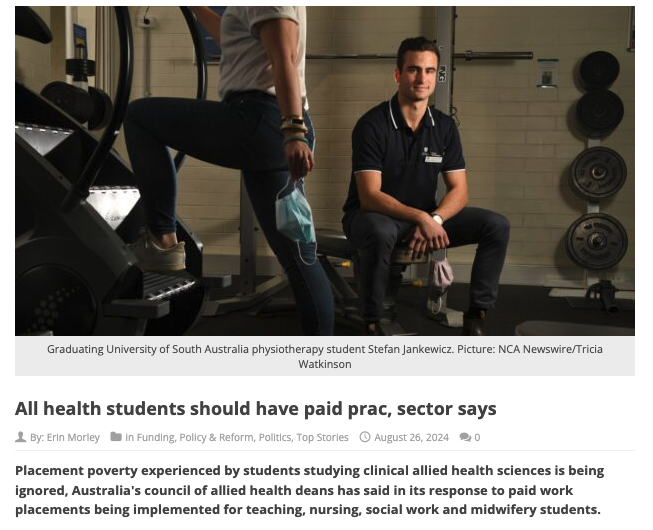 Graduating University of South Australia physiotherapy student Stefan Jankewicz. Picture: NCA Newswire/Tricia
Watkinson
All health students should have paid prac, sector says
By: Erin Morley in Funding, Policy & Reform, Politics, Top Stories August 26, 2024 0
Placement poverty experienced by students studying clinical allied health sciences is being
ignored, Australia's council of allied health deans has said in its response to paid work
placements being implemented for teaching, nursing, social work and midwifery students.